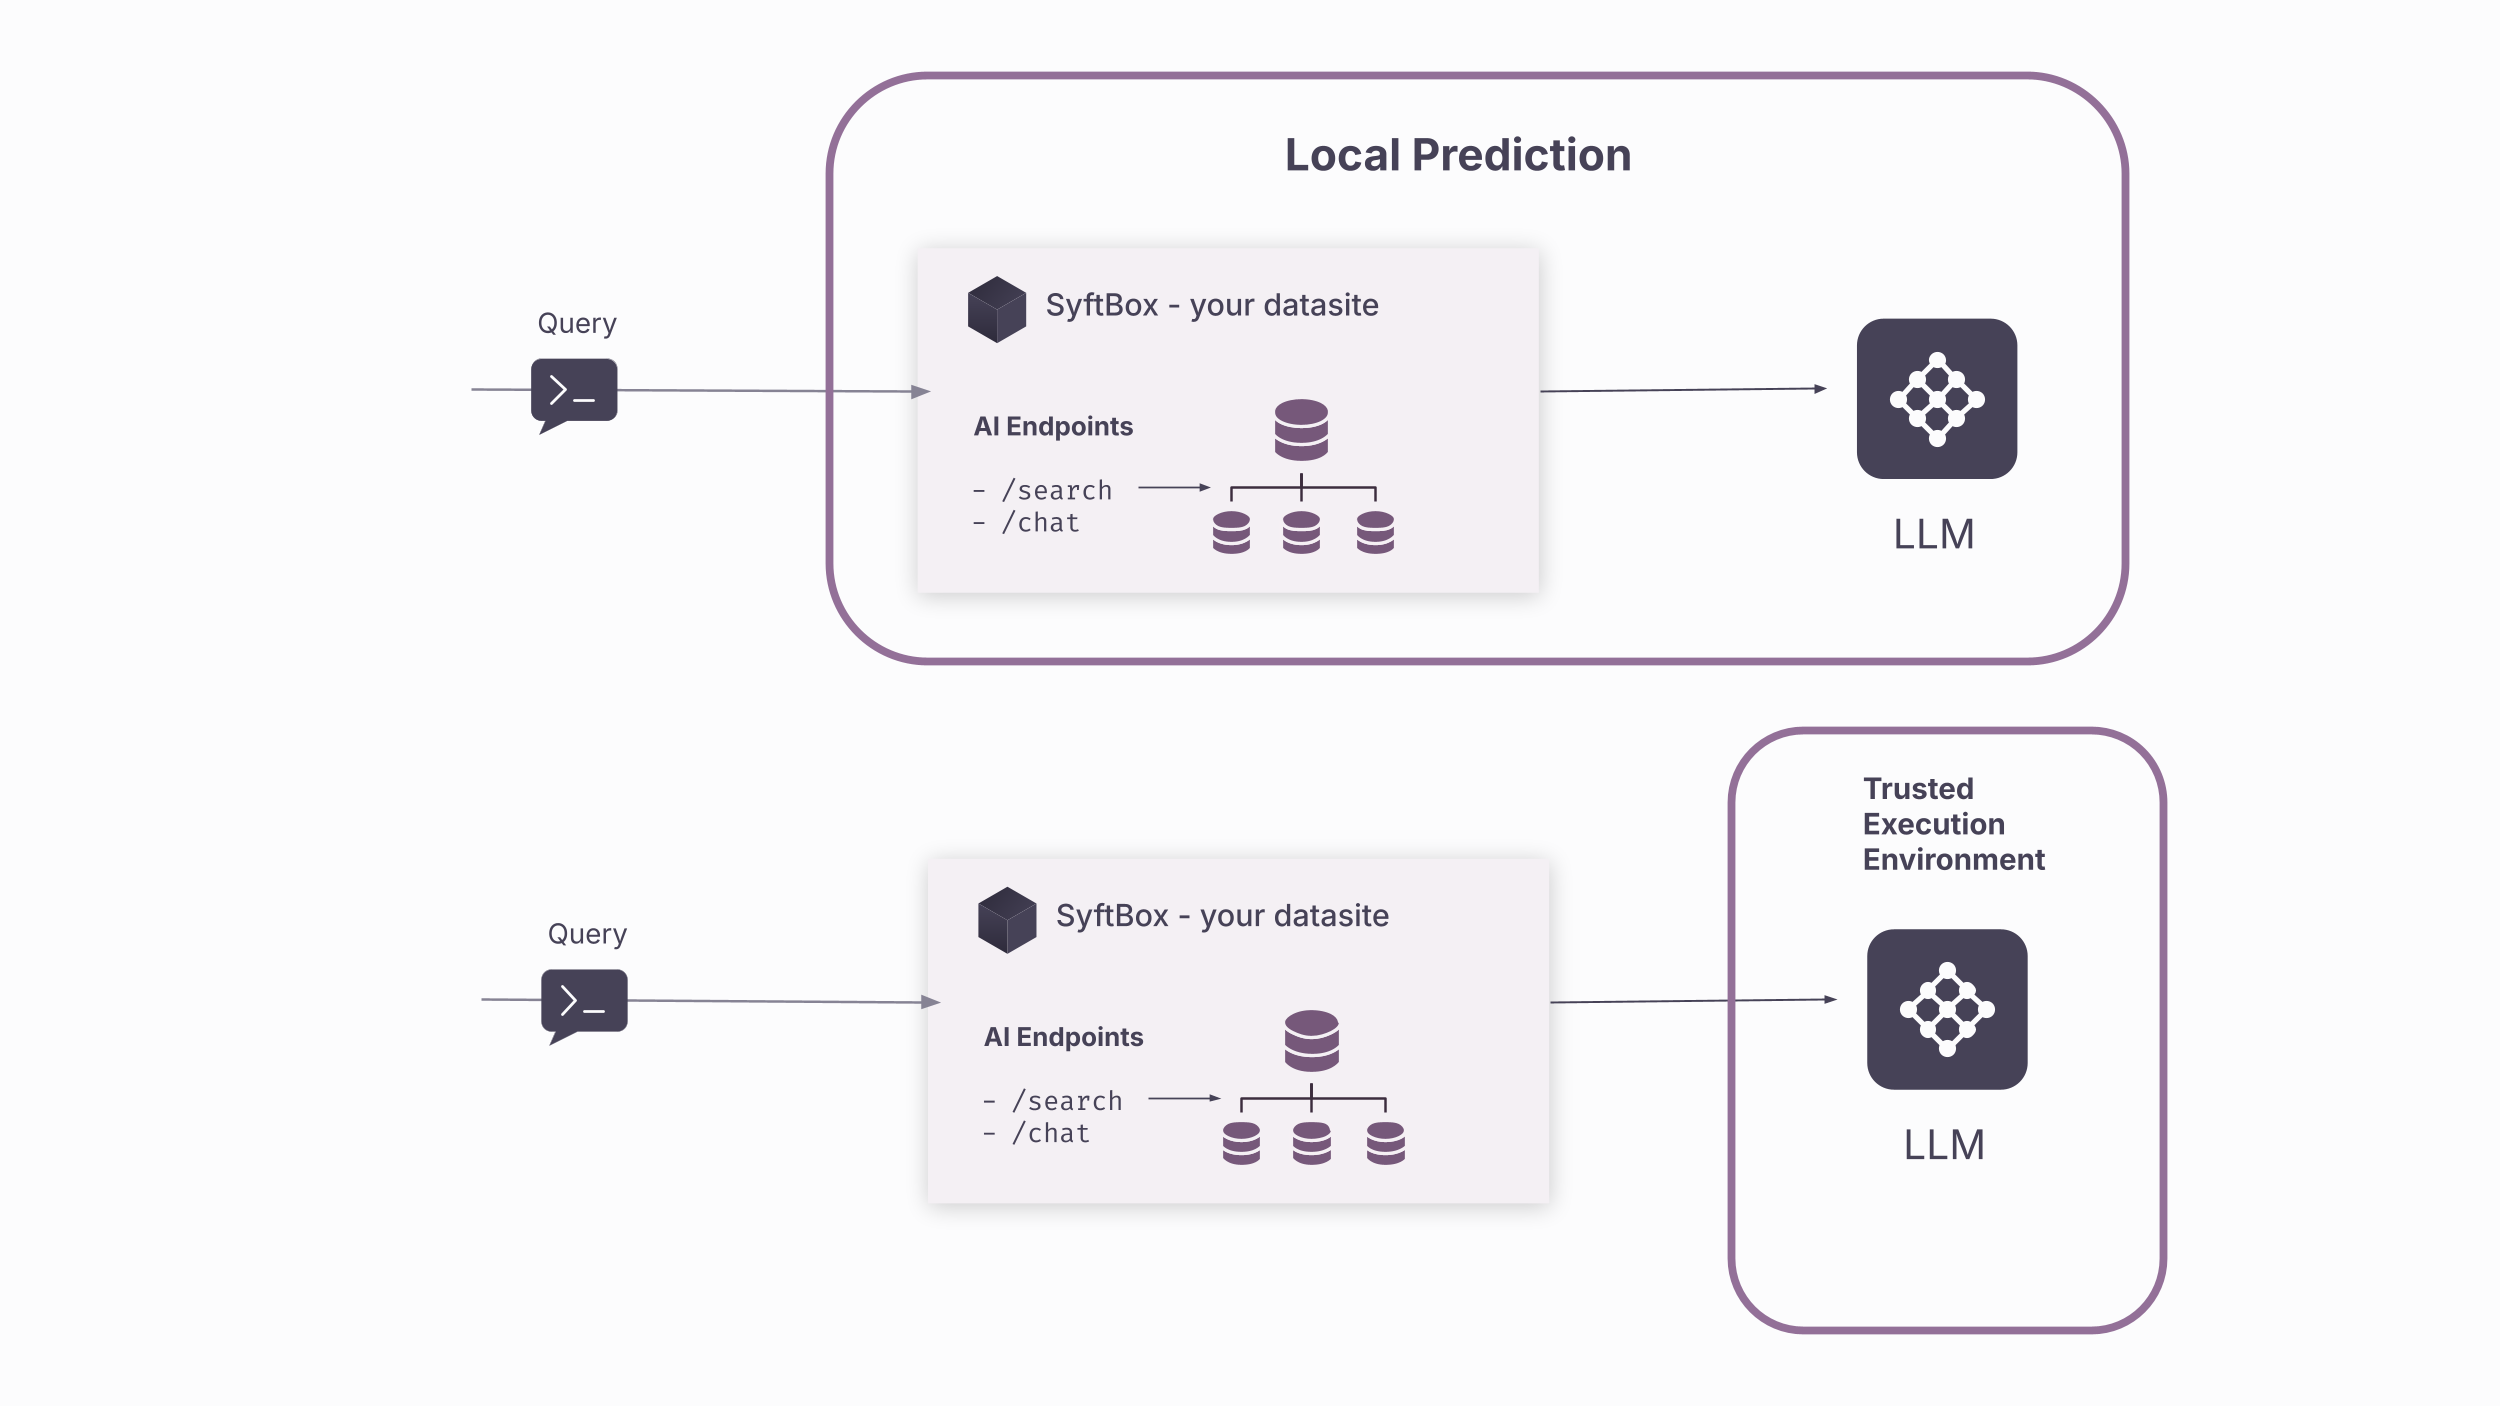 Local Prediction
Query
SyftBox - your datasite
AI Endpoints
- /search
- /chat
LLM
Trusted
Execution
Environment
Query
SyftBox - your datasite
AI Endpoints
- /search
- /chat
LLM